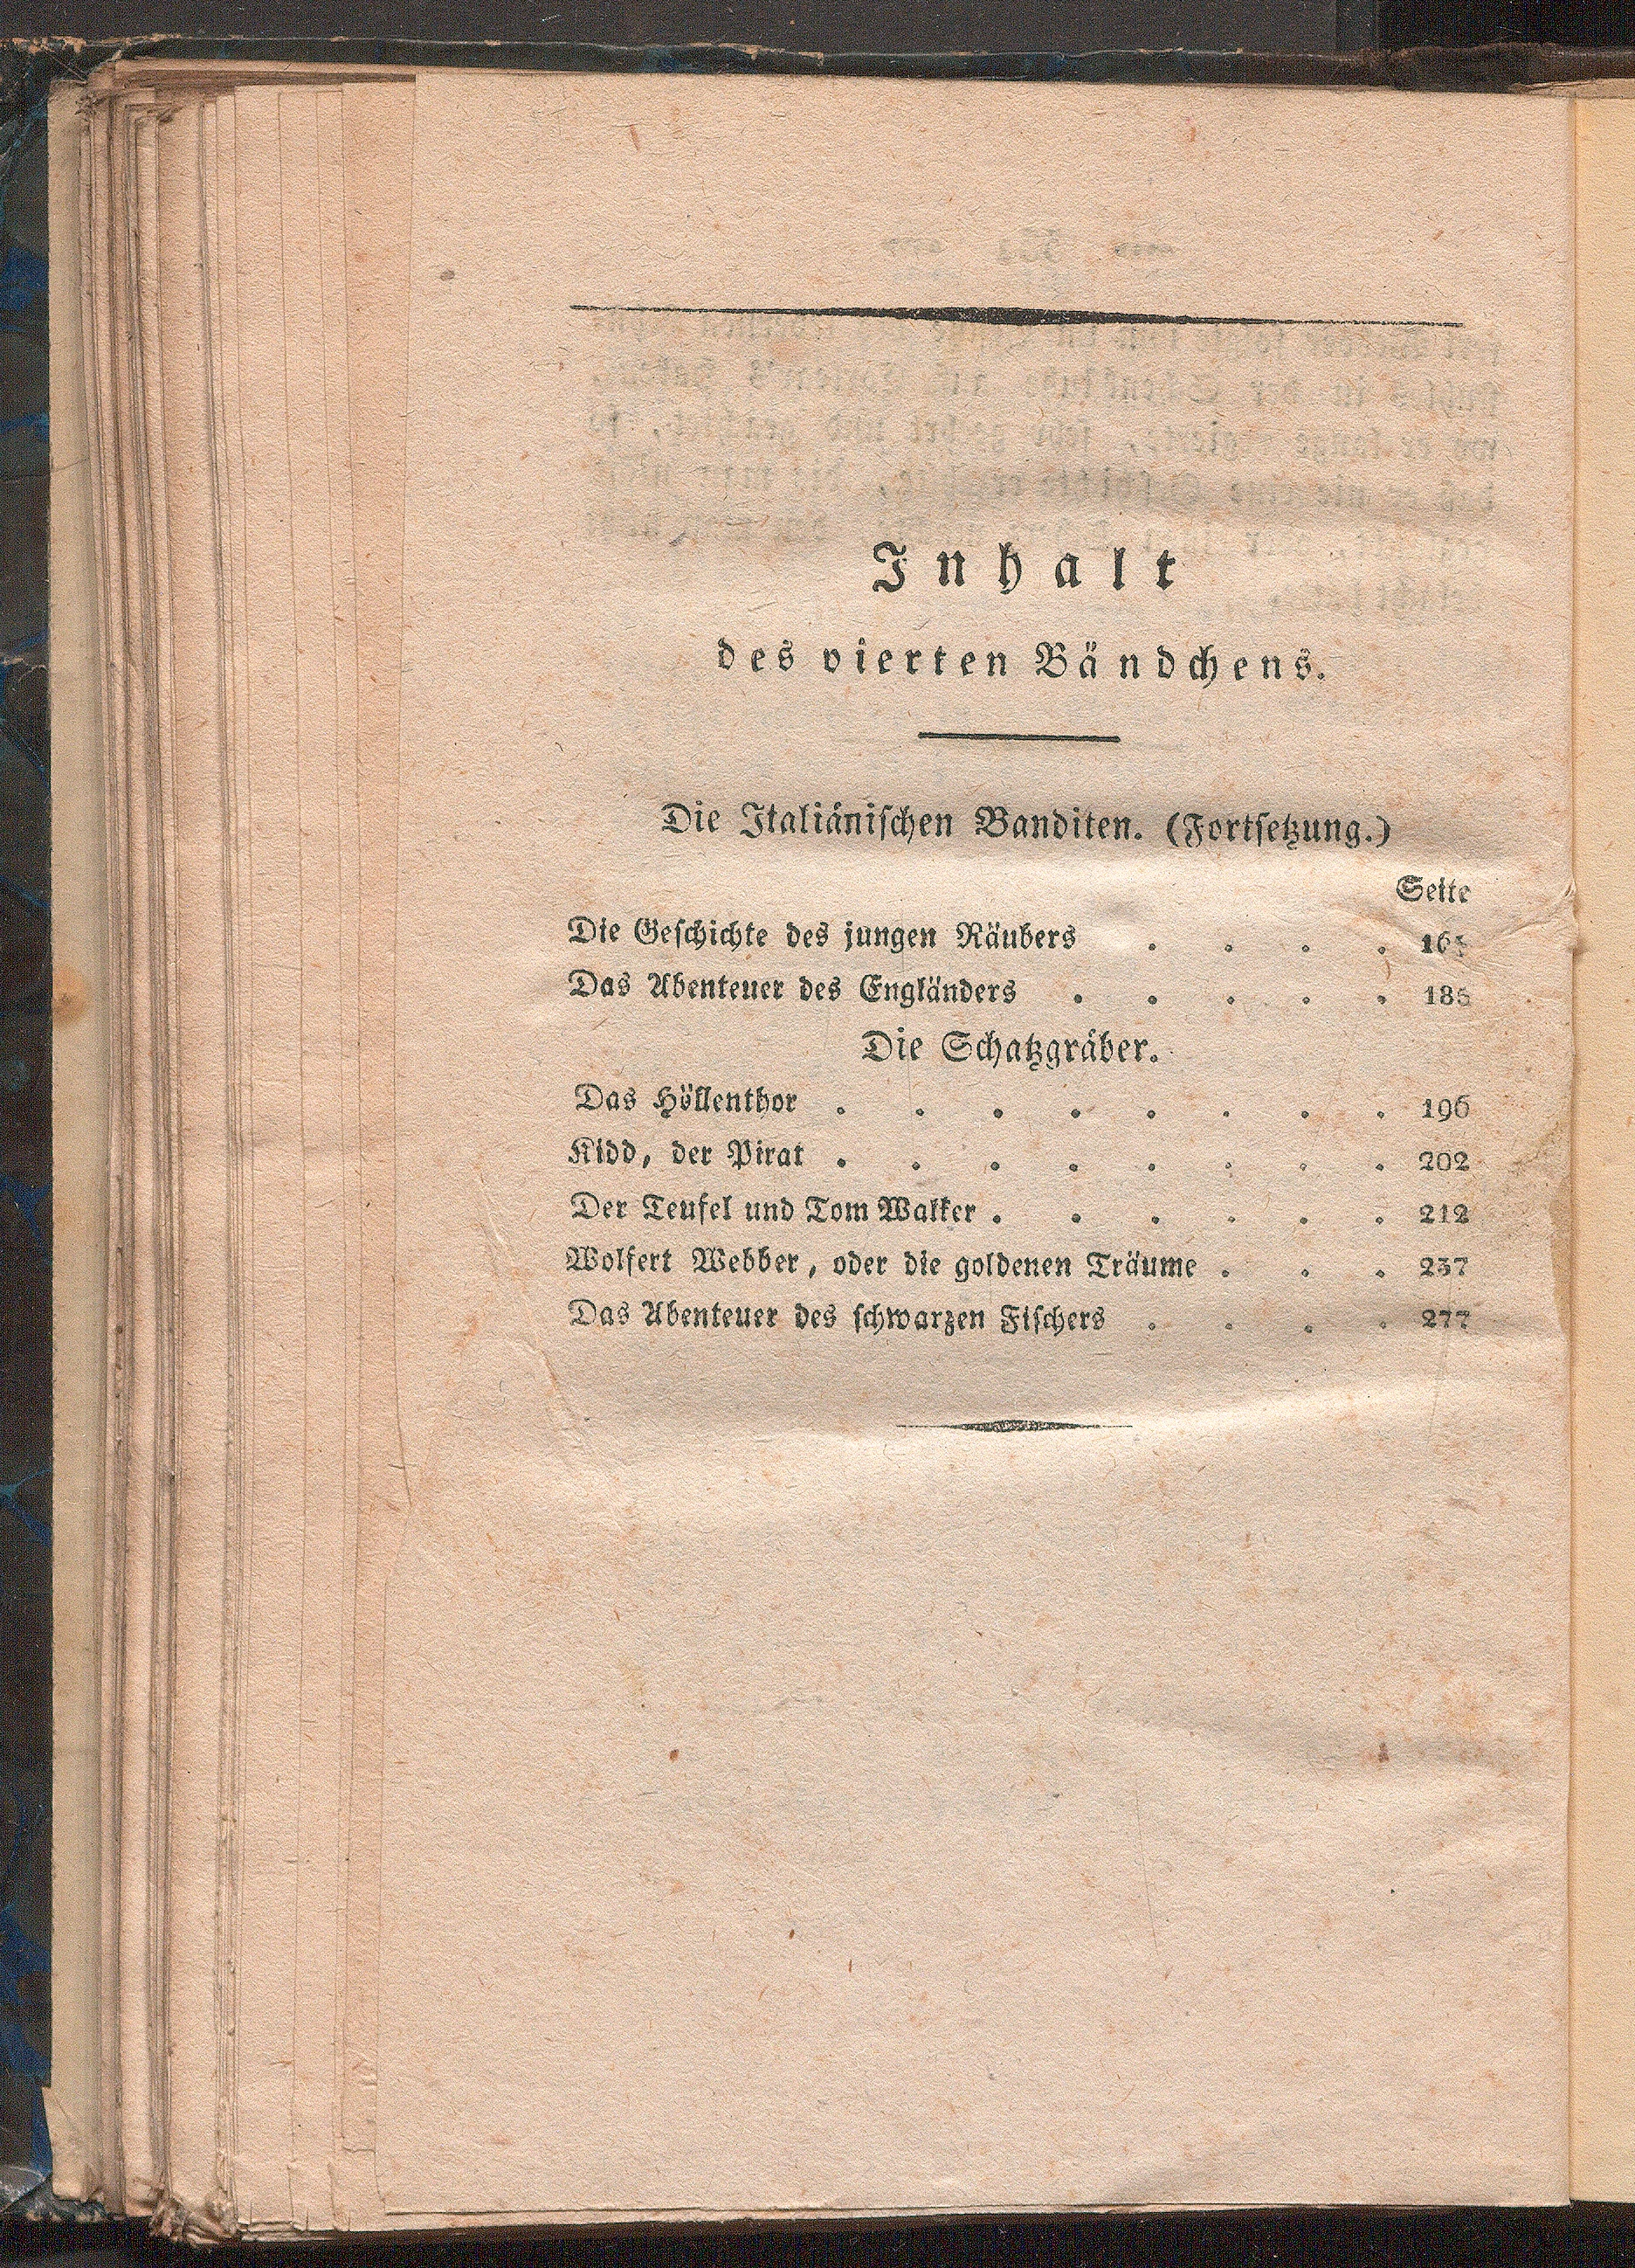 Inhalt
des vierten Bändchens.
Die Italiänischen Banditen. (Fortsetzung.)
Seite
Die Geschichte des jungen Räubers . . . .
Das Abenteuer des Engländers . . . . . 185
Die Schatzgräber.
Das Höllenthor . . . . . . . . 196
Kidd, der Pirat . . . . . . . . 202
Der Teufel und Tom Walker . . . . . . 212
Wolfert Webber, oder die goldenen Träume . . . 237
Das Abenteuer des schwarzen Fischers . . . . 277